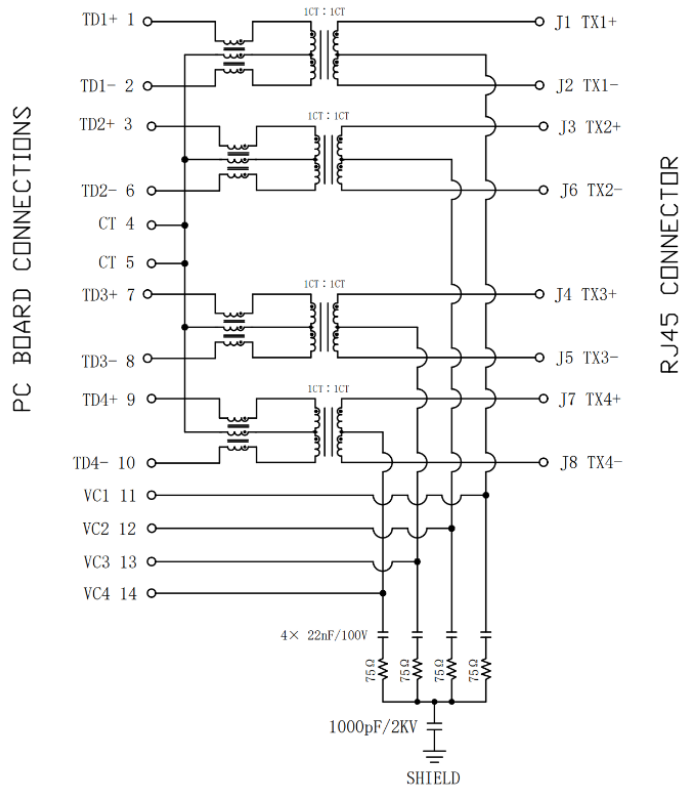 1CT:1CT
TD1+ 1
J1 TX1+
TD1- 2
J2 TX1-
1CT:1CT
TD2+ 3
J3 TX2+
TD2- 6
J6 TX2-
CT 4
CT 5
1CT:1CT
TD3+ 7
J4 TX3+
TD3- 8
J5 TX3-
1CT:1CT
TD4+ 9
J7 TX4+
TD4- 10
J8 TX4-
VC1 11
VC2 12
VC3 13
VC4 14
PC BOARD CONNECTIONS
RJ45 CONNECTOR
4× 22nF/100V
75Ω
75Ω
75Ω
75Ω
1000pF/2KV
SHIELD